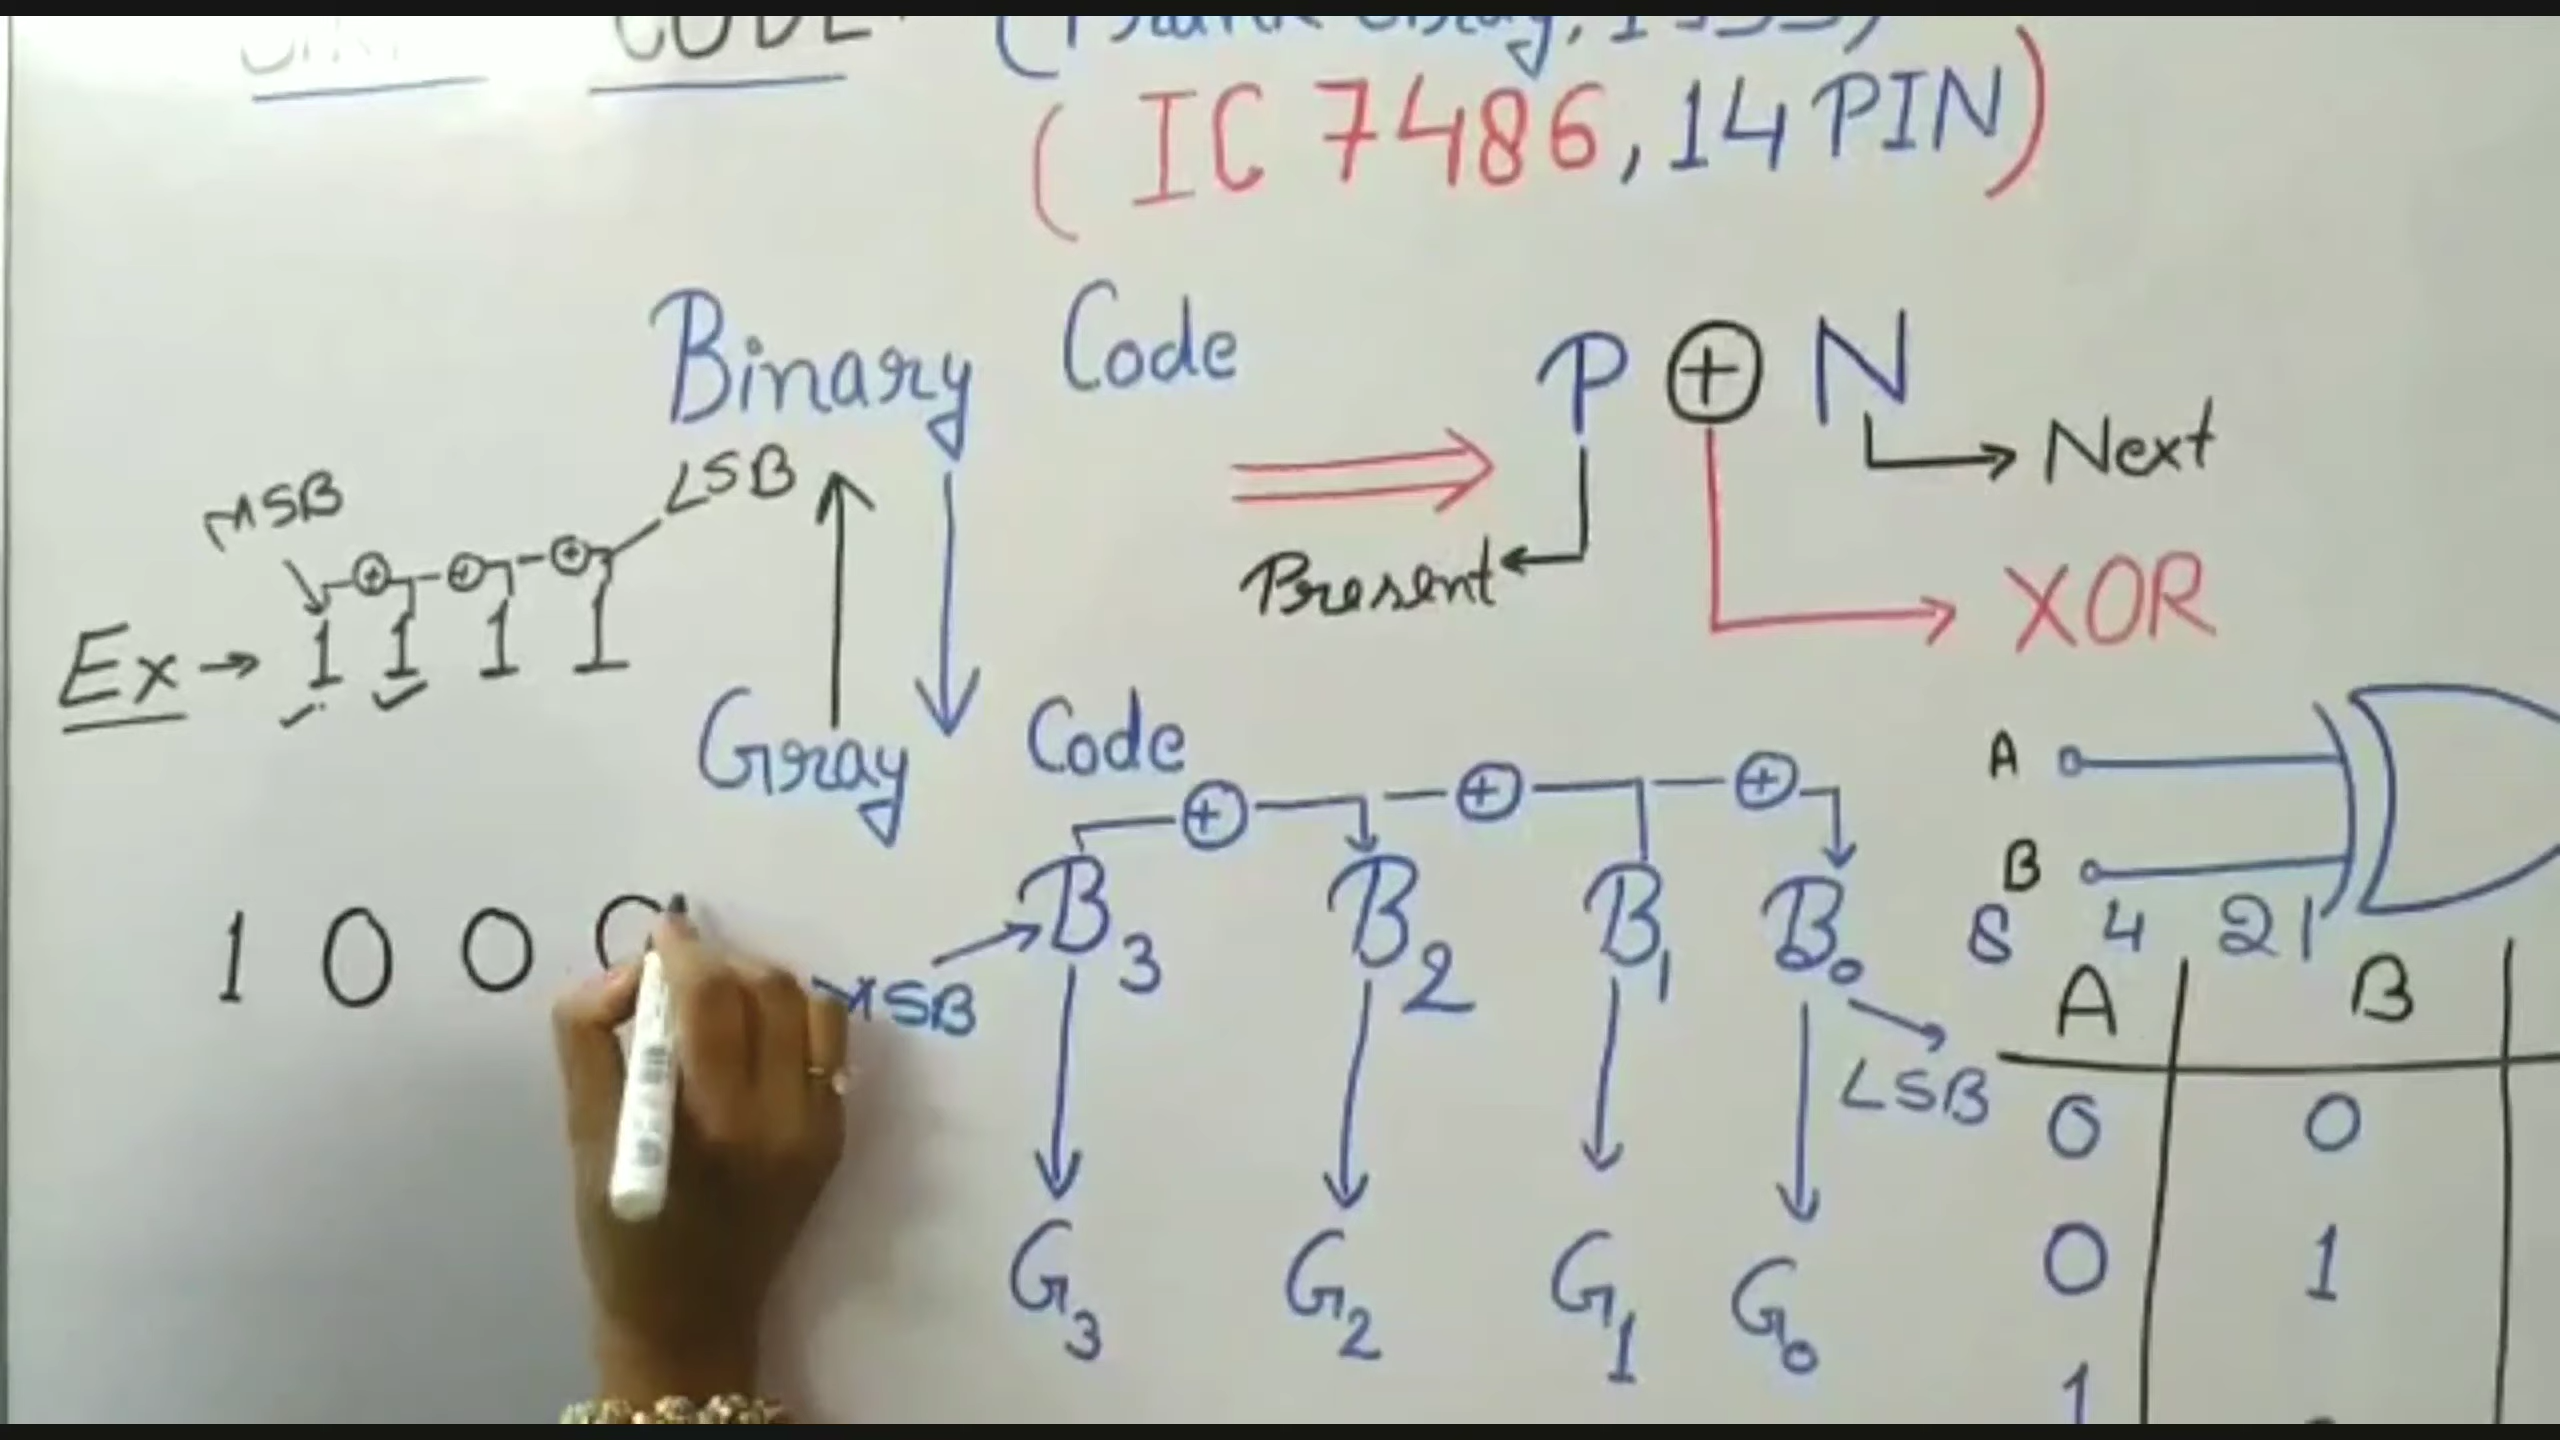 CODE
( IC 7486, 14 PIN)
Binary Code
P ⊕ N
Next
Present
XOR
MSB LSB
⊕ ⊕ ⊕
Ex → 1 1 1 1
Gray Code
⊕ ⊕ ⊕
B3 B2 B1 B0
MSB LSB
G3 G2 G1 G0
1 0 0 0
A
B
8 4 2 1
A B
0 0
0 1
1